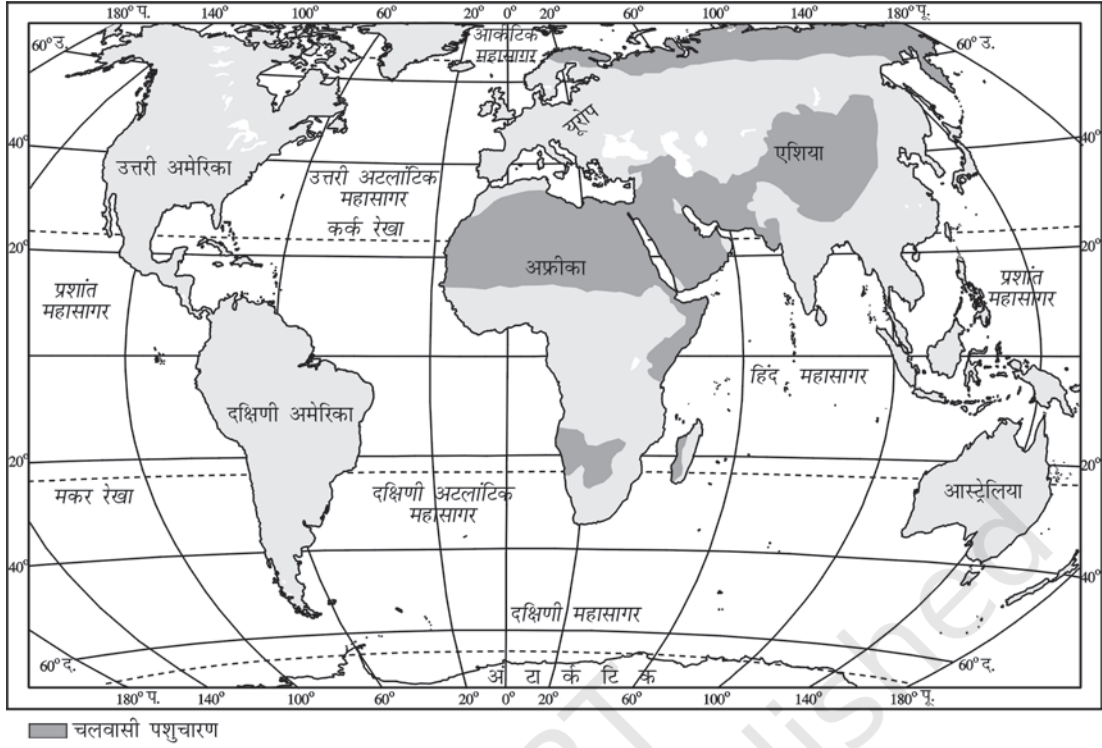 180° प. 140° 100° 60° 20° 0° 20° 60° 100° 140° 180° पू.
60° उ.
आर्कटिक
महासागर
60° उ.
यूरोप
40°
40°
एशिया
उत्तरी अमेरिका
उत्तरी अटलांटिक
महासागर
कर्क रेखा
20°
20°
अफ्रीका
प्रशांत
महासागर
प्रशांत
महासागर
हिंद महासागर
दक्षिणी अमेरिका
20°
20°
मकर रेखा
दक्षिणी अटलांटिक
महासागर
आस्ट्रेलिया
40°
40°
दक्षिणी महासागर
60° द.
60° द.
अं टा र्क टि क
180° प. 140° 100° 60° 20° 0° 20° 60° 100° 140° 180° पू.
चलवासी पशुचारण